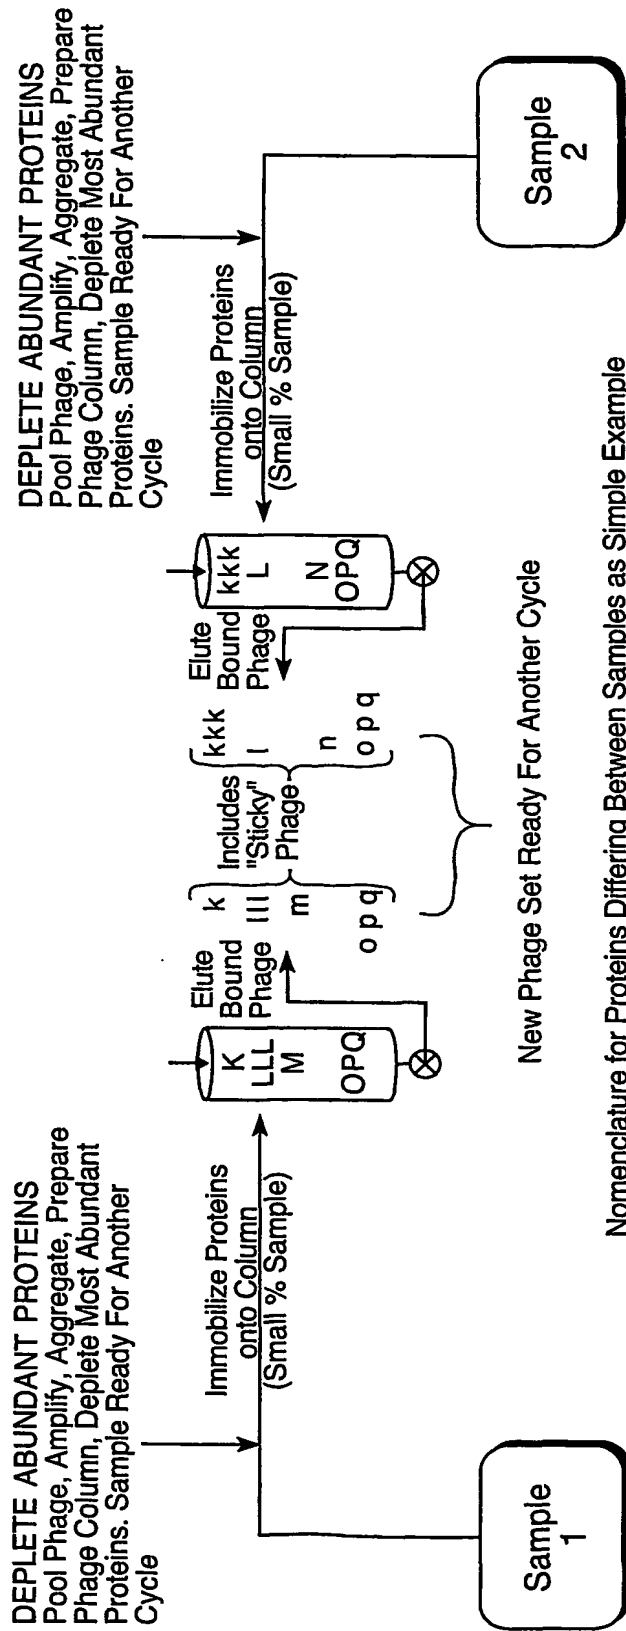 DEPLETE ABUNDANT PROTEINS
Pool Phage, Amplify, Aggregate, Prepare
Phage Column, Deplete Most Abundant
Proteins. Sample Ready For Another
Cycle
Immobilize Proteins
onto Column
(Small % Sample)
Sample
1
K
LLL
M
OPQ
Elute
Bound
Phage
k
l l l
m
o p q
Includes
"Sticky"
Phage
kkk
l
n
o p q
Elute
Bound
Phage
kkk
L
N
OPQ
DEPLETE ABUNDANT PROTEINS
Pool Phage, Amplify, Aggregate, Prepare
Phage Column, Deplete Most Abundant
Proteins. Sample Ready For Another
Cycle
Immobilize Proteins
onto Column
(Small % Sample)
Sample
2
New Phage Set Ready For Another Cycle
Nomenclature for Proteins Differing Between Samples as Simple Example